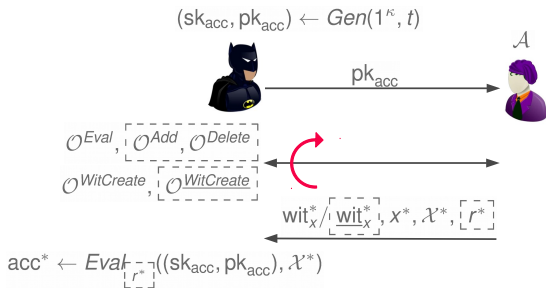 (sk_acc, pk_acc) ← Gen(1^κ, t)
𝒜
pk_acc
𝒪^Eval, 𝒪^Add, 𝒪^Delete
𝒪^WitCreate, 𝒪^<u>WitCreate</u>
wit*_x/ <u>wit</u>*_x, x*, 𝒳*, r*
acc* ← Eval_r*((sk_acc, pk_acc), 𝒳*)